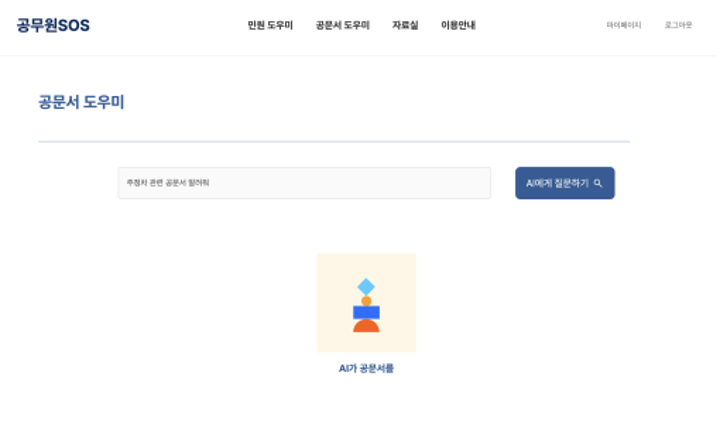 공무원SOS
민원 도우미 공문서 도우미 자료실 이용안내 마이페이지 로그아웃
공문서 도우미
주정차 관련 공문서 알려줘
AI에게 질문하기
AI가 공문서를